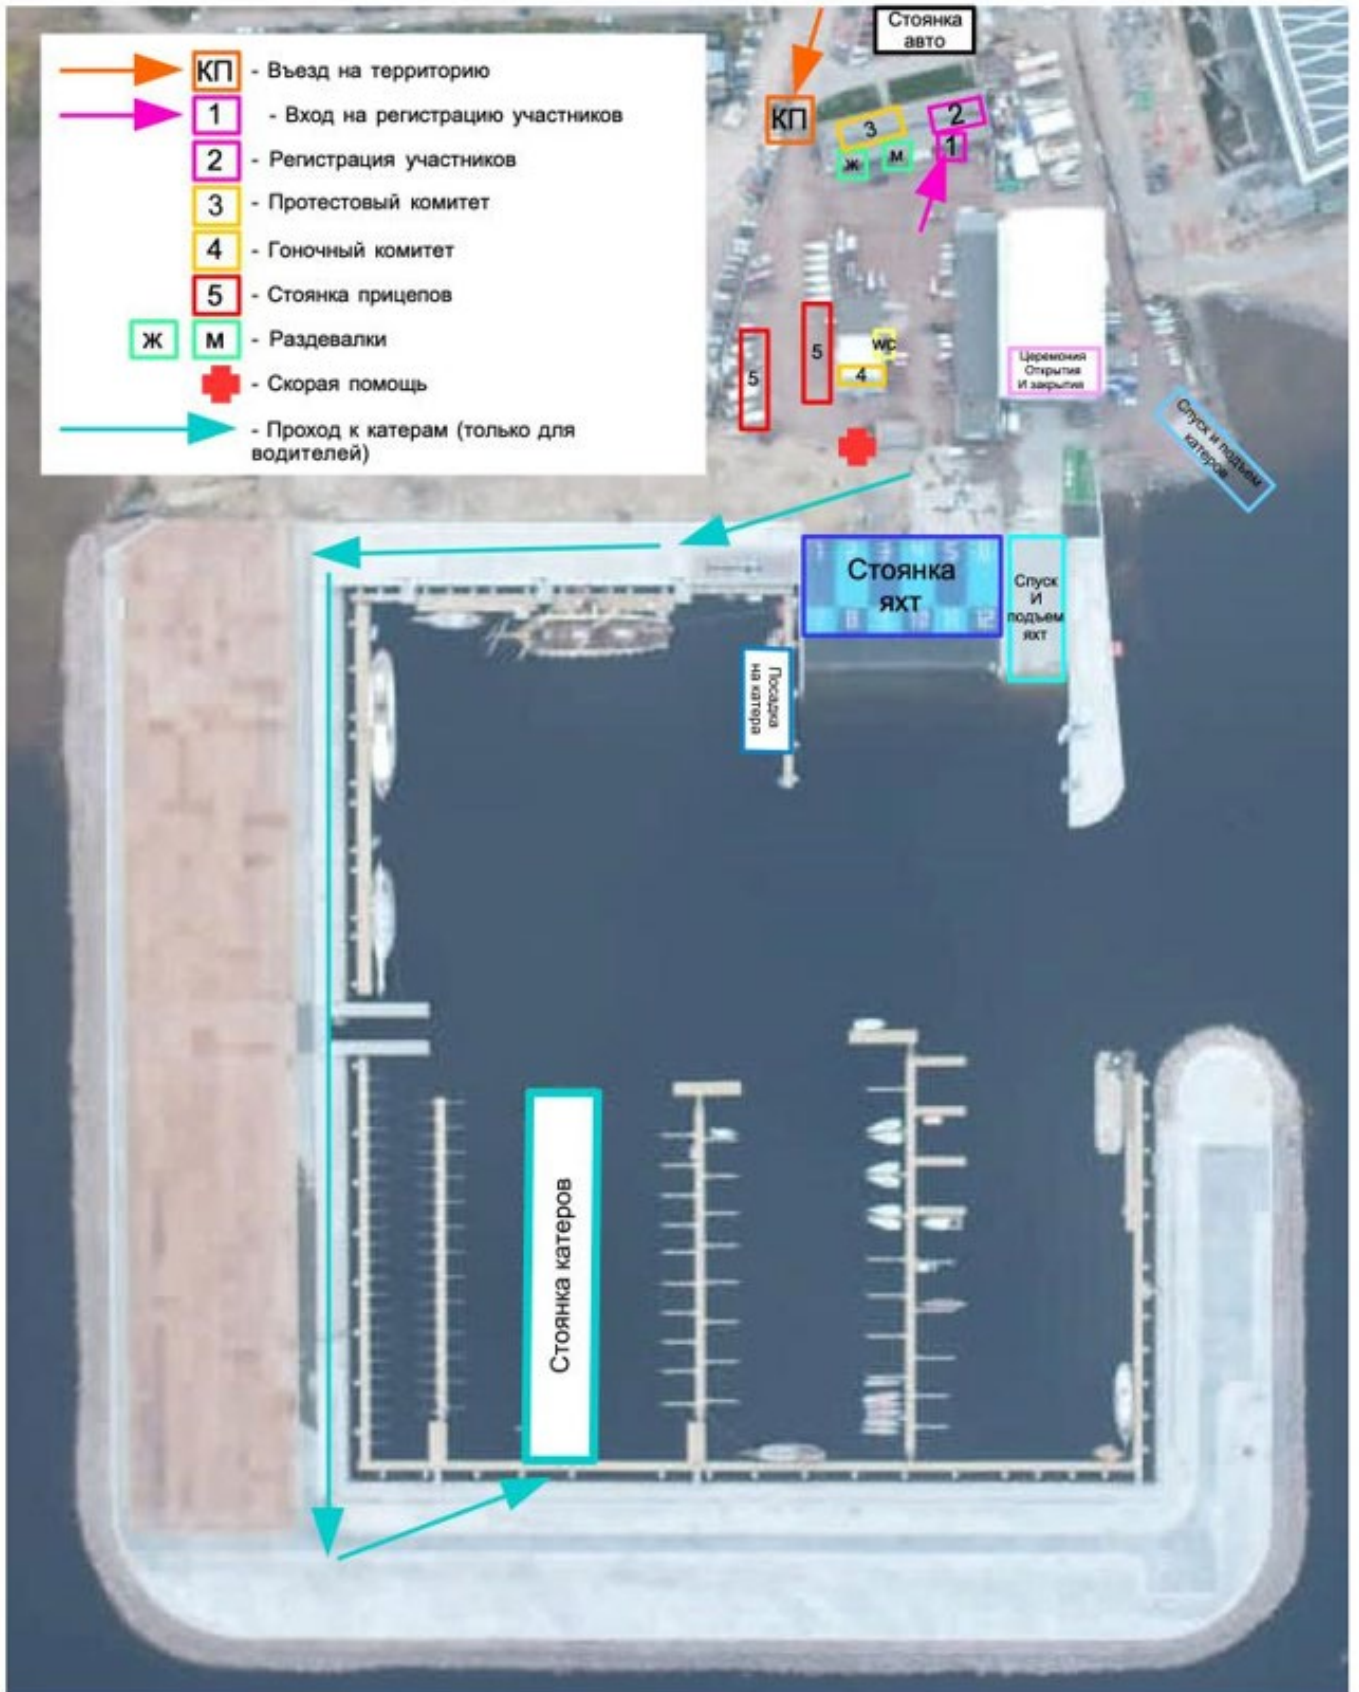 КП - Въезд на территорию
1 - Вход на регистрацию участников
2 - Регистрация участников
3 - Протестовый комитет
4 - Гоночный комитет
5 - Стоянка прицепов
ж м - Раздевалки
- Скорая помощь
- Проход к катерам (только для
водителей)
Стоянка
авто
КП
3
2
ж
м
1
5
5
wc
4
Церемония
Открытия
И закрытия
Спуск и подъем
катеров
Стоянка
яхт
Спуск
И
подъем
яхт
Посадка
на катера
Стоянка катеров